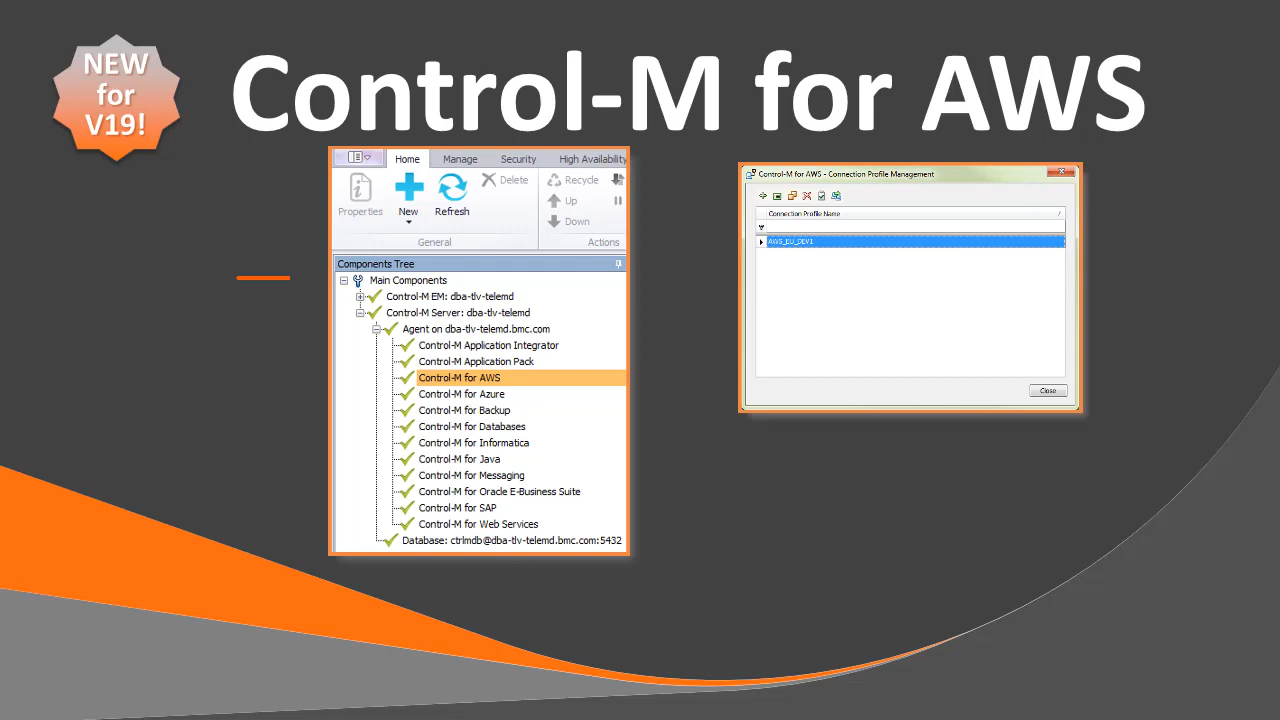 NEW
for
V19!
Control-M for AWS
Home Manage Security High Availability
Properties
New
Refresh
Delete
Recycle
Up
Down
General
Actions
Components Tree
Main Components
Control-M EM: dba-tlv-telemd
Control-M Server: dba-tlv-telemd
Agent on dba-tlv-telemd.bmc.com
Control-M Application Integrator
Control-M Application Pack
Control-M for AWS
Control-M for Azure
Control-M for Backup
Control-M for Databases
Control-M for Informatica
Control-M for Java
Control-M for Messaging
Control-M for Oracle E-Business Suite
Control-M for SAP
Control-M for Web Services
Database: ctrlmdb@dba-tlv-telemd.bmc.com:5432
Control-M for AWS - Connection Profile Management
Connection Profile Name
AWS_EU_DEV1
Close